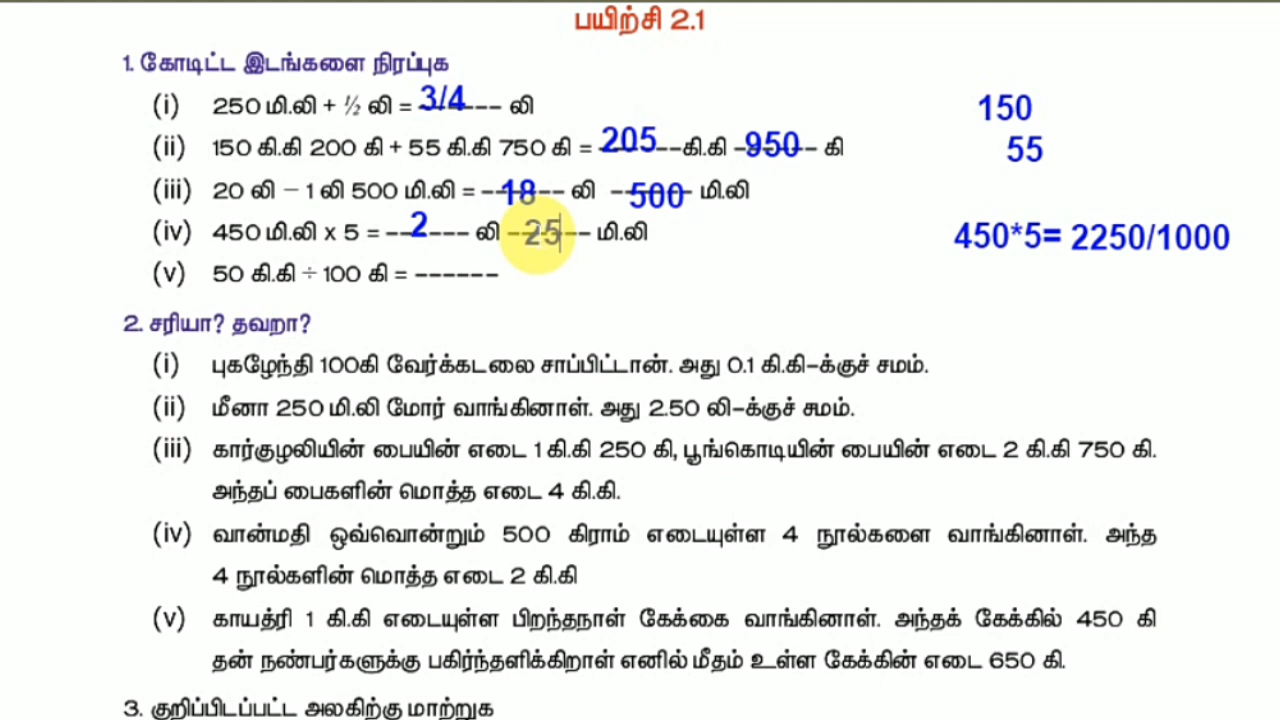 பயிற்சி 2.1
1. கோடிட்ட இடங்களை நிரப்புக
(i) 250 மி.லி + ½ லி = 3/4 --- லி
150
(ii) 150 கி.கி 200 கி + 55 கி.கி 750 கி = 205 --கி.கி -950- கி
55
(iii) 20 லி – 1 லி 500 மி.லி = --18-- லி -500- மி.லி
(iv) 450 மி.லி x 5 = --2--- லி -25-- மி.லி
450*5= 2250/1000
(v) 50 கி.கி ÷ 100 கி = ------
2. சரியா? தவறா?
(i) புகழேந்தி 100கி வேர்க்கடலை சாப்பிட்டான். அது 0.1 கி.கி-க்குச் சமம்.
(ii) மீனா 250 மி.லி மோர் வாங்கினாள். அது 2.50 லி-க்குச் சமம்.
(iii) கார்குழலியின் பையின் எடை 1 கி.கி 250 கி, பூங்கொடியின் பையின் எடை 2 கி.கி 750 கி.
அந்தப் பைகளின் மொத்த எடை 4 கி.கி.
(iv) வான்மதி ஒவ்வொன்றும் 500 கிராம் எடையுள்ள 4 நூல்களை வாங்கினாள். அந்த
4 நூல்களின் மொத்த எடை 2 கி.கி
(v) காயத்ரி 1 கி.கி எடையுள்ள பிறந்தநாள் கேக்கை வாங்கினாள். அந்தக் கேக்கில் 450 கி
தன் நண்பர்களுக்கு பகிர்ந்தளிக்கிறாள் எனில் மீதம் உள்ள கேக்கின் எடை 650 கி.
3. குறிப்பிடப்பட்ட அலகிற்கு மாற்றுக